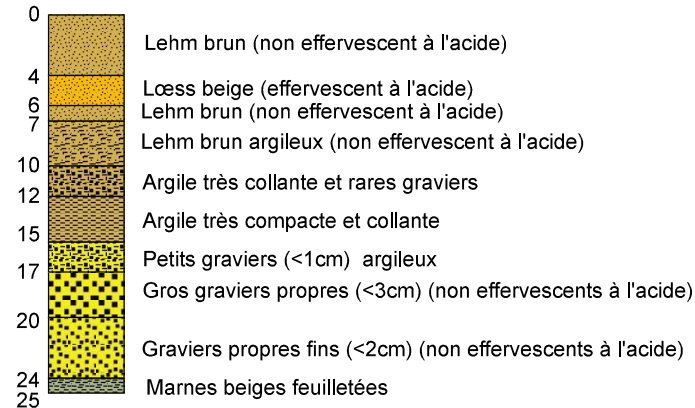 0
Lehm brun (non effervescent à l'acide)
4
Lœss beige (effervescent à l'acide)
6
Lehm brun (non effervescent à l'acide)
7
Lehm brun argileux (non effervescent à l'acide)
10
Argile très collante et rares graviers
12
Argile très compacte et collante
15
Petits graviers (<1cm) argileux
17
Gros graviers propres (<3cm) (non effervescents à l'acide)
20
Graviers propres fins (<2cm) (non effervescents à l'acide)
24
Marnes beiges feuilletées
25